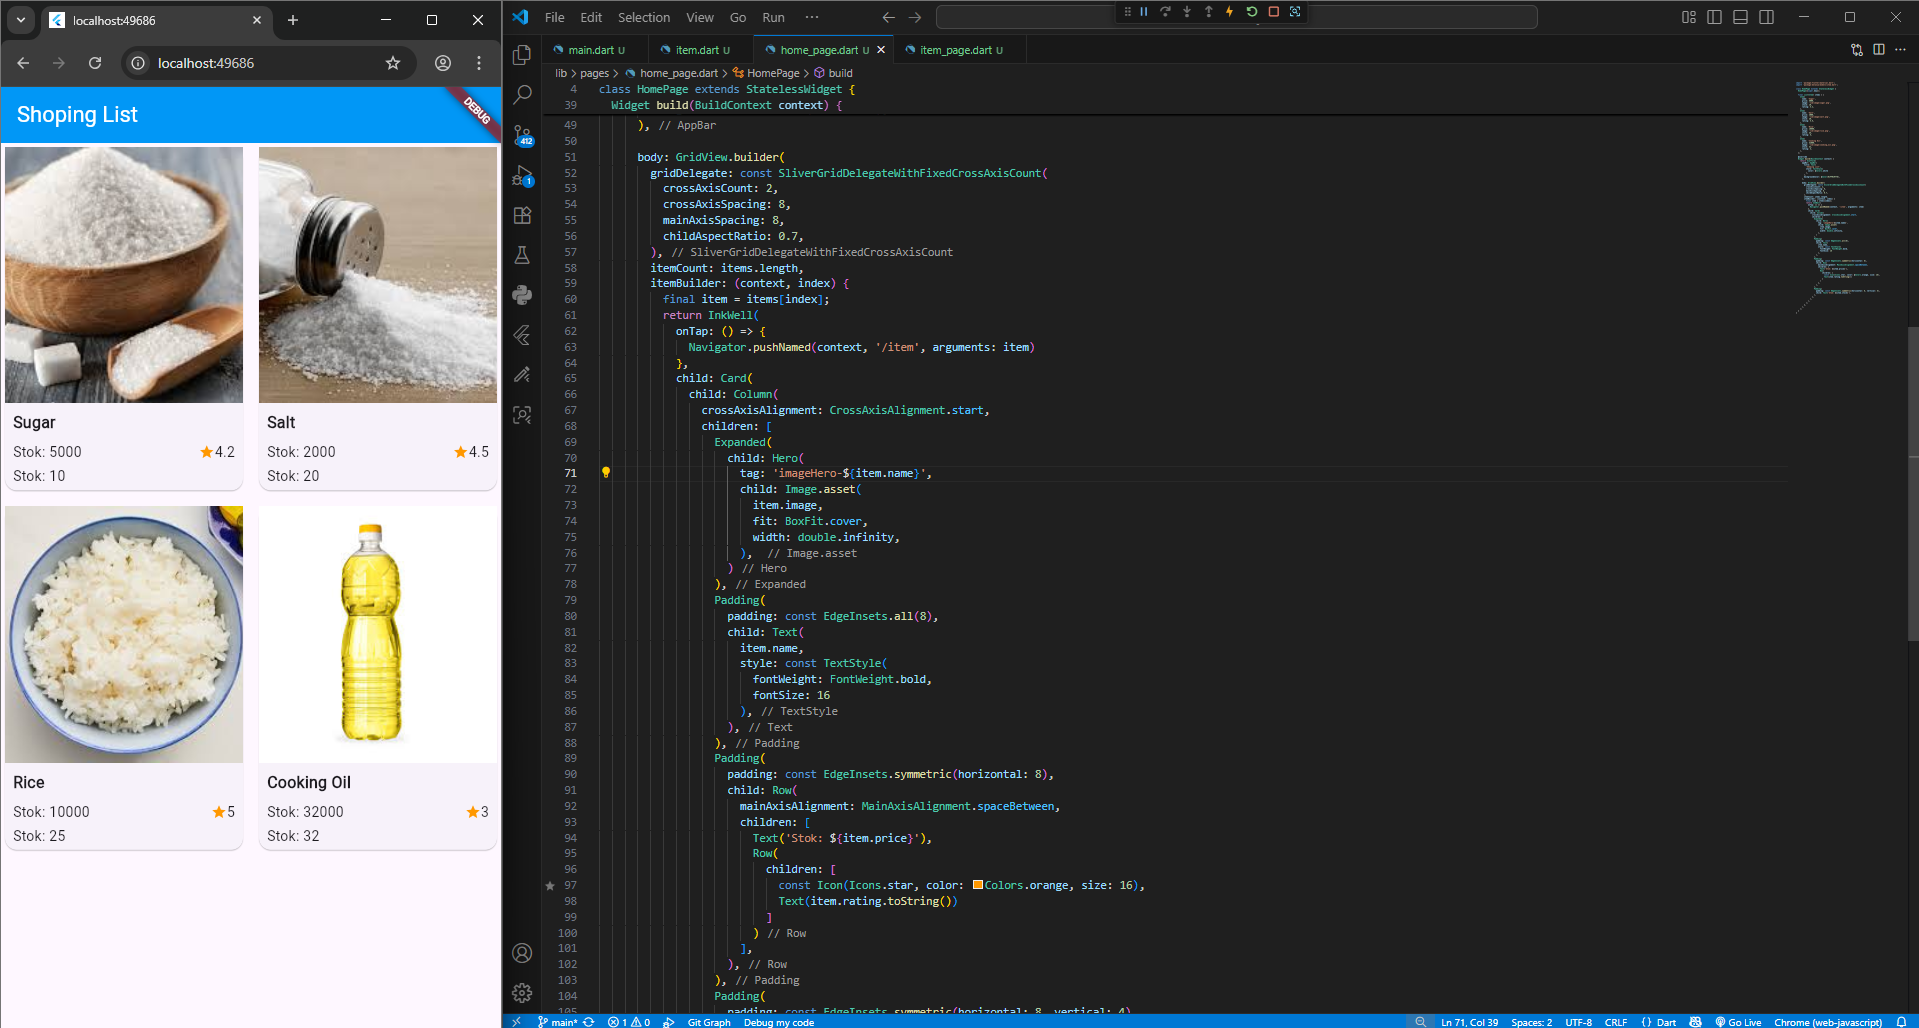 localhost:49686
localhost:49686
Shoping List
DEBUG
Sugar
Stok: 5000
4.2
Stok: 10
Salt
Stok: 2000
4.5
Stok: 20
Rice
Stok: 10000
5
Stok: 25
Cooking Oil
Stok: 32000
3
Stok: 32
File Edit Selection View Go Run ···
412
1
main.dart U
item.dart U
home_page.dart U
item_page.dart U
lib > pages > home_page.dart > HomePage > build
4 class HomePage extends StatelessWidget {
39 Widget build(BuildContext context) {
49 ), // AppBar
50
51 body: GridView.builder(
52 gridDelegate: const SliverGridDelegateWithFixedCrossAxisCount(
53 crossAxisCount: 2,
54 crossAxisSpacing: 8,
55 mainAxisSpacing: 8,
56 childAspectRatio: 0.7,
57 ), // SliverGridDelegateWithFixedCrossAxisCount
58 itemCount: items.length,
59 itemBuilder: (context, index) {
60 final item = items[index];
61 return InkWell(
62 onTap: () => {
63 Navigator.pushNamed(context, '/item', arguments: item)
64 },
65 child: Card(
66 child: Column(
67 crossAxisAlignment: CrossAxisAlignment.start,
68 children: [
69 Expanded(
70 child: Hero(
71 tag: 'imageHero-${item.name}',
72 child: Image.asset(
73 item.image,
74 fit: BoxFit.cover,
75 width: double.infinity,
76 ), // Image.asset
77 ) // Hero
78 ), // Expanded
79 Padding(
80 padding: const EdgeInsets.all(8),
81 child: Text(
82 item.name,
83 style: const TextStyle(
84 fontWeight: FontWeight.bold,
85 fontSize: 16
86 ), // TextStyle
87 ), // Text
88 ), // Padding
89 Padding(
90 padding: const EdgeInsets.symmetric(horizontal: 8),
91 child: Row(
92 mainAxisAlignment: MainAxisAlignment.spaceBetween,
93 children: [
94 Text('Stok: ${item.price}'),
95 Row(
96 children: [
97 const Icon(Icons.star, color: Colors.orange, size: 16),
98 Text(item.rating.toString())
99 ]
100 ) // Row
101 ],
102 ), // Row
103 ), // Padding
104 Padding(
105 padding: const EdgeInsets.symmetric(horizontal: 8, vertical: 4)
main* 1 0 Git Graph Debug my code Ln 71, Col 39 Spaces: 2 UTF-8 CRLF {} Dart Go Live Chrome (web-javascript)